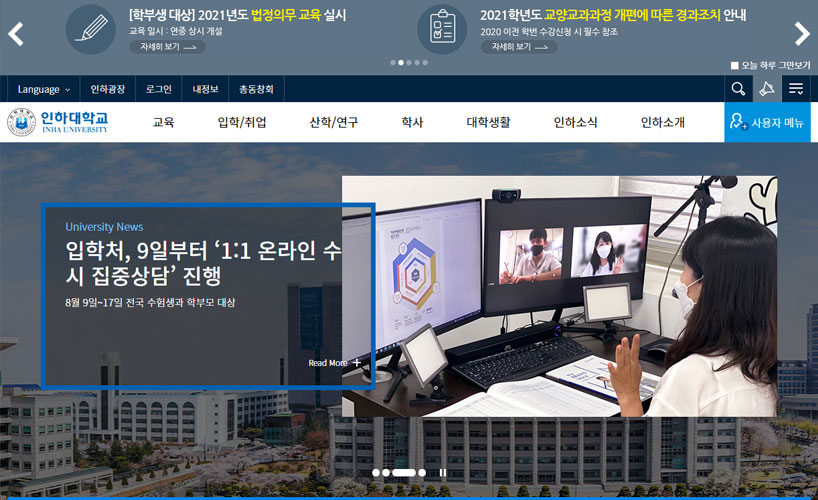 [학부생 대상] 2021년도 법정의무 교육 실시
교육 일시 : 연중 상시 개설
자세히 보기
2021학년도 교양교과과정 개편에 따른 경과조치 안내
2020 이전 학번 수강신청 시 필수 참조
자세히 보기
오늘 하루 그만보기
Language 인하광장 로그인 내정보 총동창회
인하대학교
INHA UNIVERSITY
교육 입학/취업 산학/연구 학사 대학생활 인하소식 인하소개
사용자 메뉴
University News
입학처, 9일부터 ‘1:1 온라인 수
시 집중상담’ 진행
8월 9일~17일 전국 수험생과 학부모 대상
Read More +